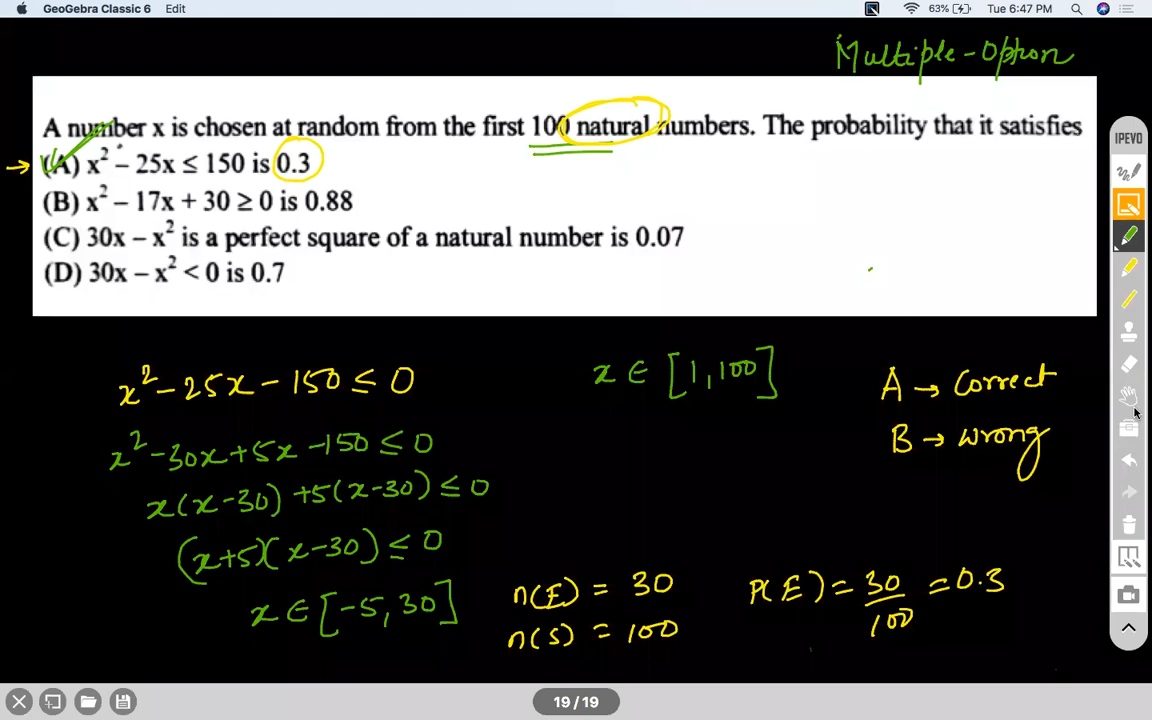 GeoGebra Classic 6 Edit 63% Tue 6:47 PM
Multiple-Option
A number x is chosen at random from the first 100 natural numbers. The probability that it satisfies
(A) x² − 25x ≤ 150 is 0.3
(B) x² − 17x + 30 ≥ 0 is 0.88
(C) 30x − x² is a perfect square of a natural number is 0.07
(D) 30x − x² < 0 is 0.7
IPEVO
x² − 25x − 150 ≤ 0
x ∈ [1, 100]
A → Correct
B → wrong
x² − 30x + 5x − 150 ≤ 0
x(x−30) + 5(x−30) ≤ 0
(x+5)(x−30) ≤ 0
x ∈ [−5, 30]
n(E) = 30
n(S) = 100
P(E) = 30/100 = 0.3
19 / 19